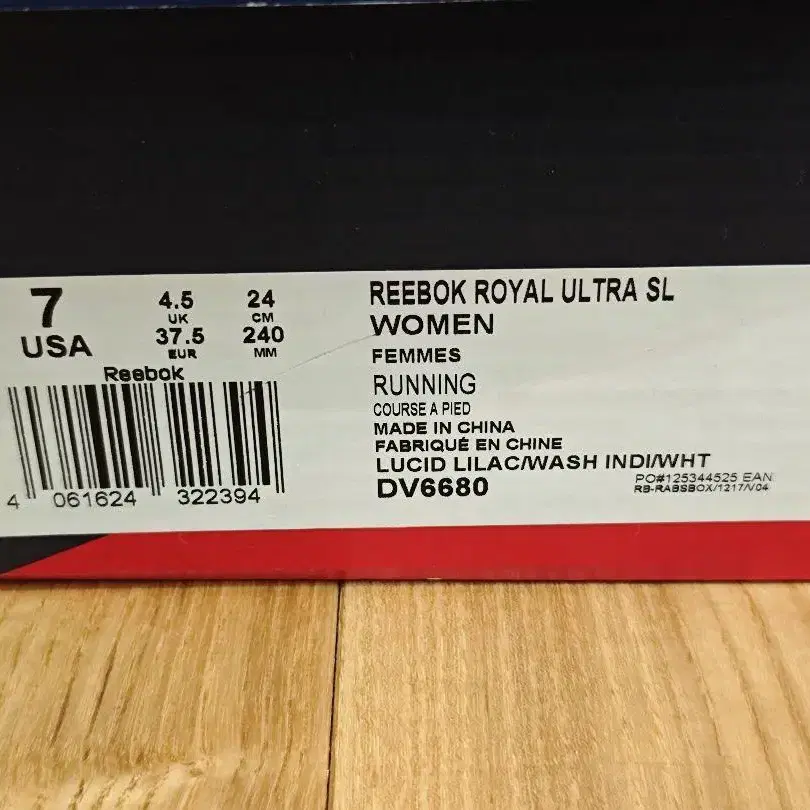 7
USA
4.5
UK
37.5
EUR
24
CM
240
MM
Reebok
4 061624 322394
REEBOK ROYAL ULTRA SL
WOMEN
FEMMES
RUNNING
COURSE A PIED
MADE IN CHINA
FABRIQUÉ EN CHINE
LUCID LILAC/WASH INDI/WHT
DV6680
PO#125344525 EAN
RB-RABSBOX/1217/V04